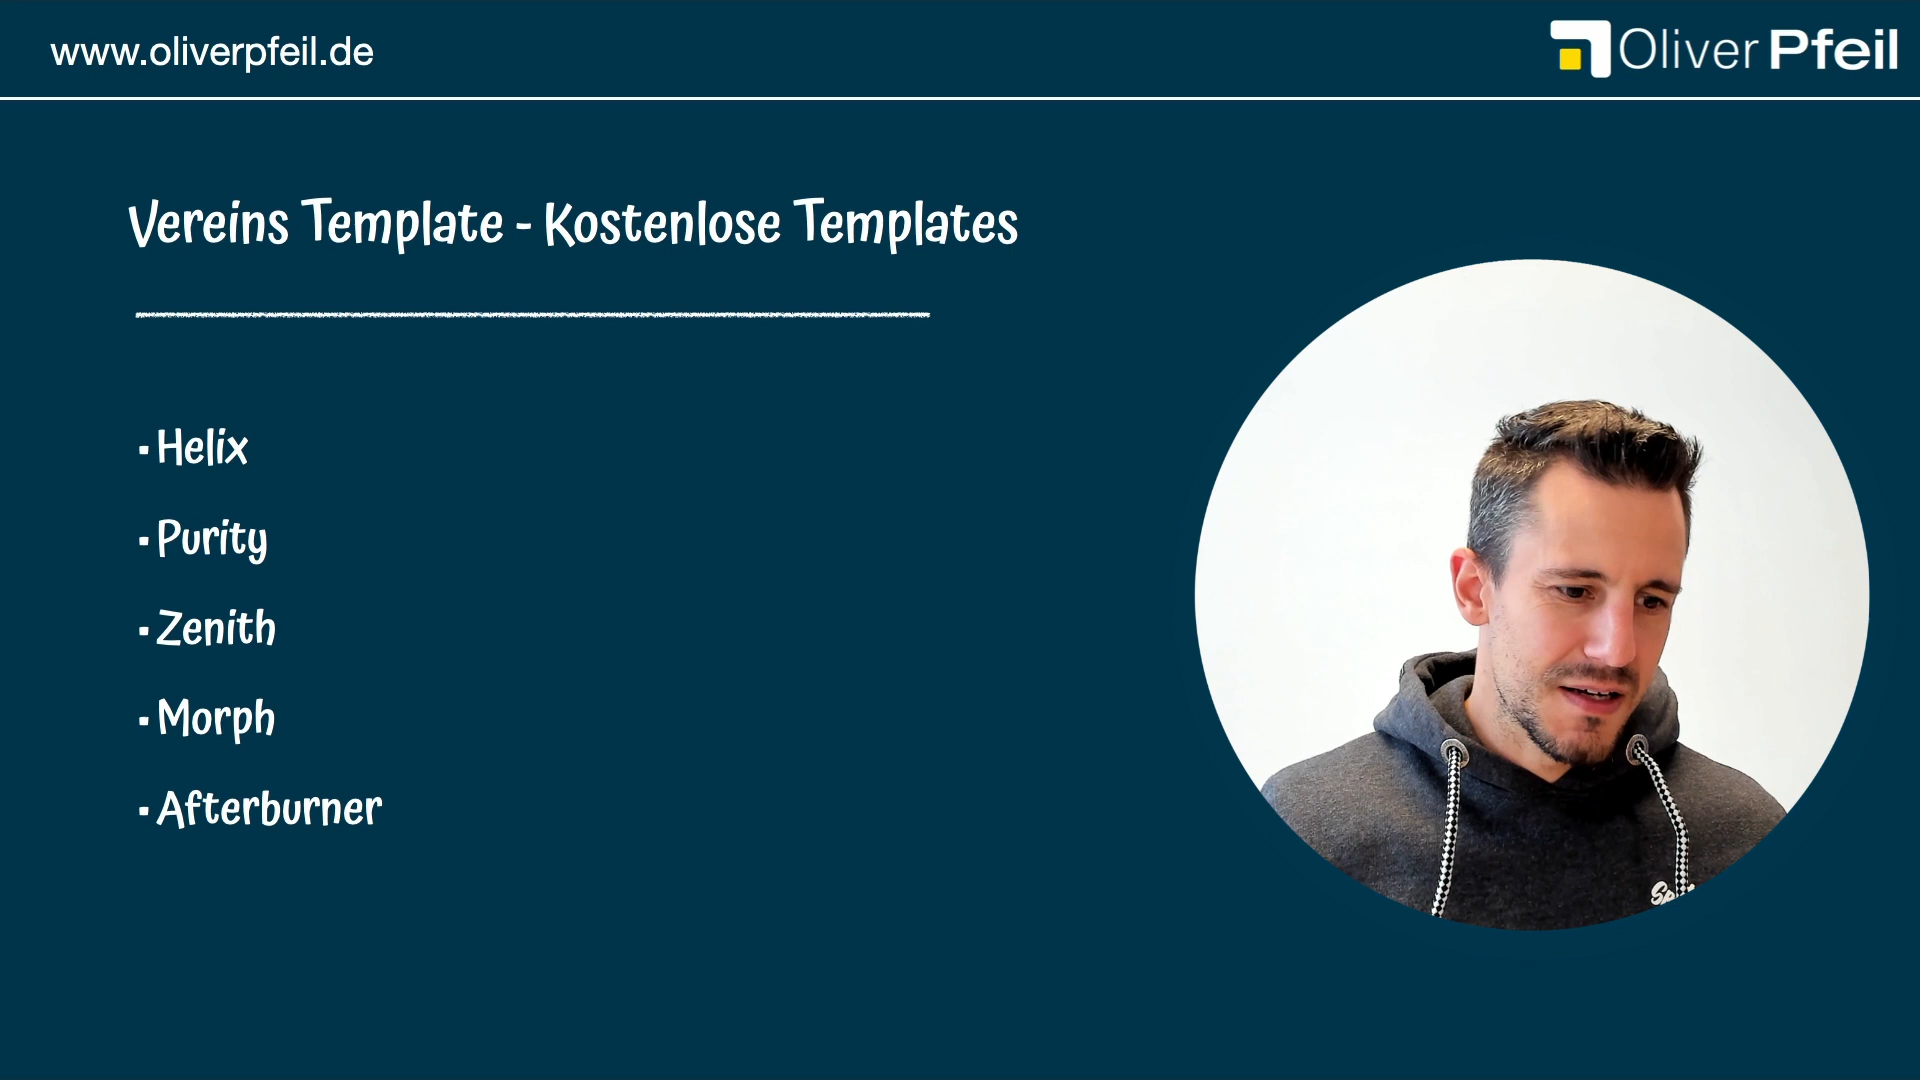 www.oliverpfeil.de
Oliver Pfeil
Vereins Template - Kostenlose Templates
▪ Helix
▪ Purity
▪ Zenith
▪ Morph
▪ Afterburner